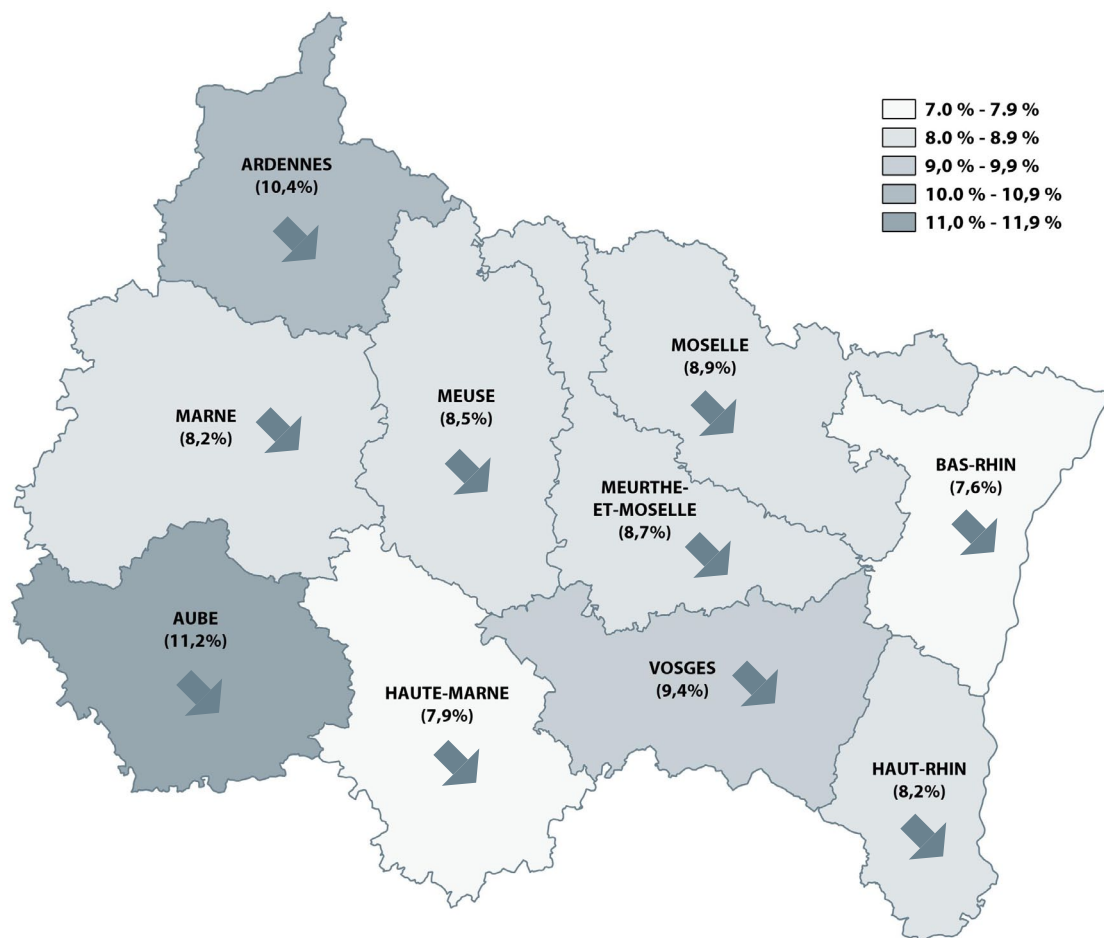 7.0 % - 7.9 %
8.0 % - 8.9 %
9,0 % - 9,9 %
10.0 % - 10,9 %
11,0 % - 11,9 %
ARDENNES
(10,4%)
MOSELLE
(8,9%)
MEUSE
(8,5%)
MARNE
(8,2%)
BAS-RHIN
(7,6%)
MEURTHE-
ET-MOSELLE
(8,7%)
AUBE
(11,2%)
VOSGES
(9,4%)
HAUTE-MARNE
(7,9%)
HAUT-RHIN
(8,2%)